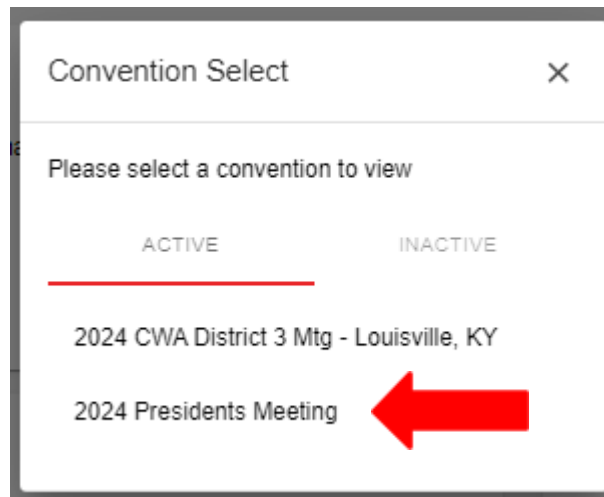 Convention Select
Please select a convention to view
ACTIVE INACTIVE
2024 CWA District 3 Mtg - Louisville, KY
2024 Presidents Meeting